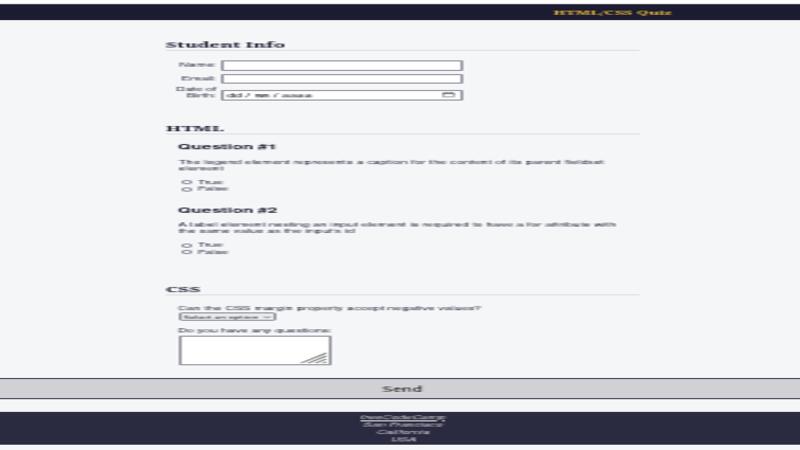 HTML/CSS Quiz
Student Info
Name:
Email:
Date of
Birth:
dd / mm / aaaa
HTML
Question #1
The legend element represents a caption for the content of its parent fieldset
element
True
False
Question #2
A label element nesting an input element is required to have a for attribute with
the same value as the input's id
True
False
CSS
Can the CSS margin property accept negative values?
Select an option
Do you have any questions:
Send
freeCodeCamp
San Francisco
California
USA